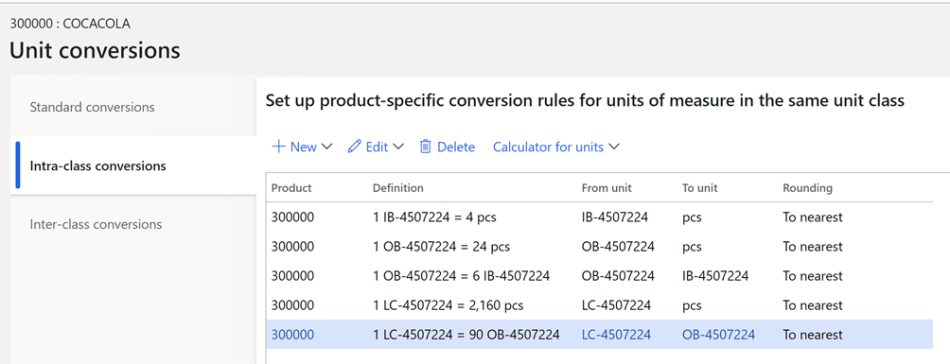 300000 : COCACOLA
Unit conversions
Standard conversions
Intra-class conversions
Inter-class conversions
Set up product-specific conversion rules for units of measure in the same unit class
New Edit Delete Calculator for units
Product Definition From unit To unit Rounding
300000 1 IB-4507224 = 4 pcs IB-4507224 pcs To nearest
300000 1 OB-4507224 = 24 pcs OB-4507224 pcs To nearest
300000 1 OB-4507224 = 6 IB-4507224 OB-4507224 IB-4507224 To nearest
300000 1 LC-4507224 = 2,160 pcs LC-4507224 pcs To nearest
300000 1 LC-4507224 = 90 OB-4507224 LC-4507224 OB-4507224 To nearest